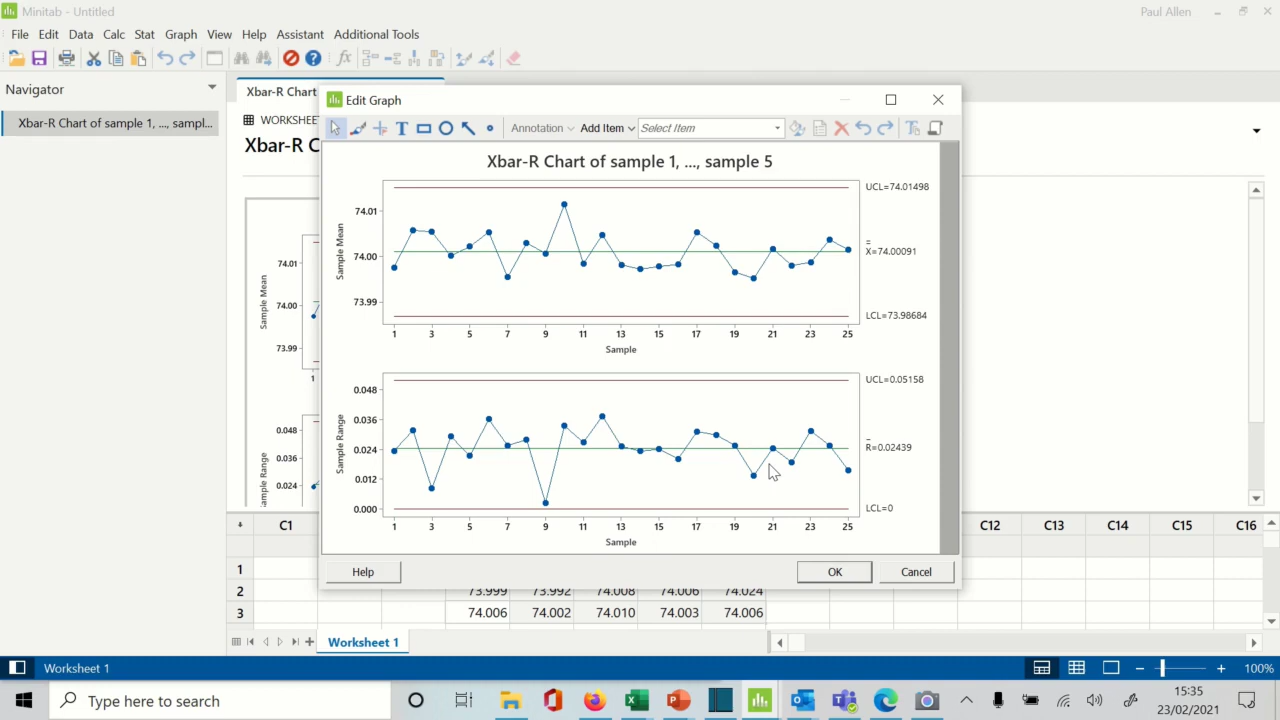 Minitab - Untitled
Paul Allen
File Edit Data Calc Stat Graph View Help Assistant Additional Tools
Navigator
Xbar-R Chart of sample 1, ..., sampl...
Xbar-R Chart
WORKSHEE
Xbar-R C
Sample Mean
74.01
74.00
73.99
1
Sample Range
0.048
0.036
0.024
Edit Graph
Annotation Add Item Select Item
Xbar-R Chart of sample 1, ..., sample 5
Sample Mean
74.01
74.00
73.99
UCL=74.01498
X=74.00091
LCL=73.98684
1 3 5 7 9 11 13 15 17 19 21 23 25
Sample
Sample Range
0.048
0.036
0.024
0.012
0.000
UCL=0.05158
R=0.02439
LCL=0
1 3 5 7 9 11 13 15 17 19 21 23 25
Sample
Help OK Cancel
C1 C12 C13 C14 C15 C16
1
2 73.999 73.992 74.008 74.006 74.024
3 74.006 74.002 74.010 74.003 74.006
Worksheet 1
Worksheet 1
100%
Type here to search
15:35
23/02/2021